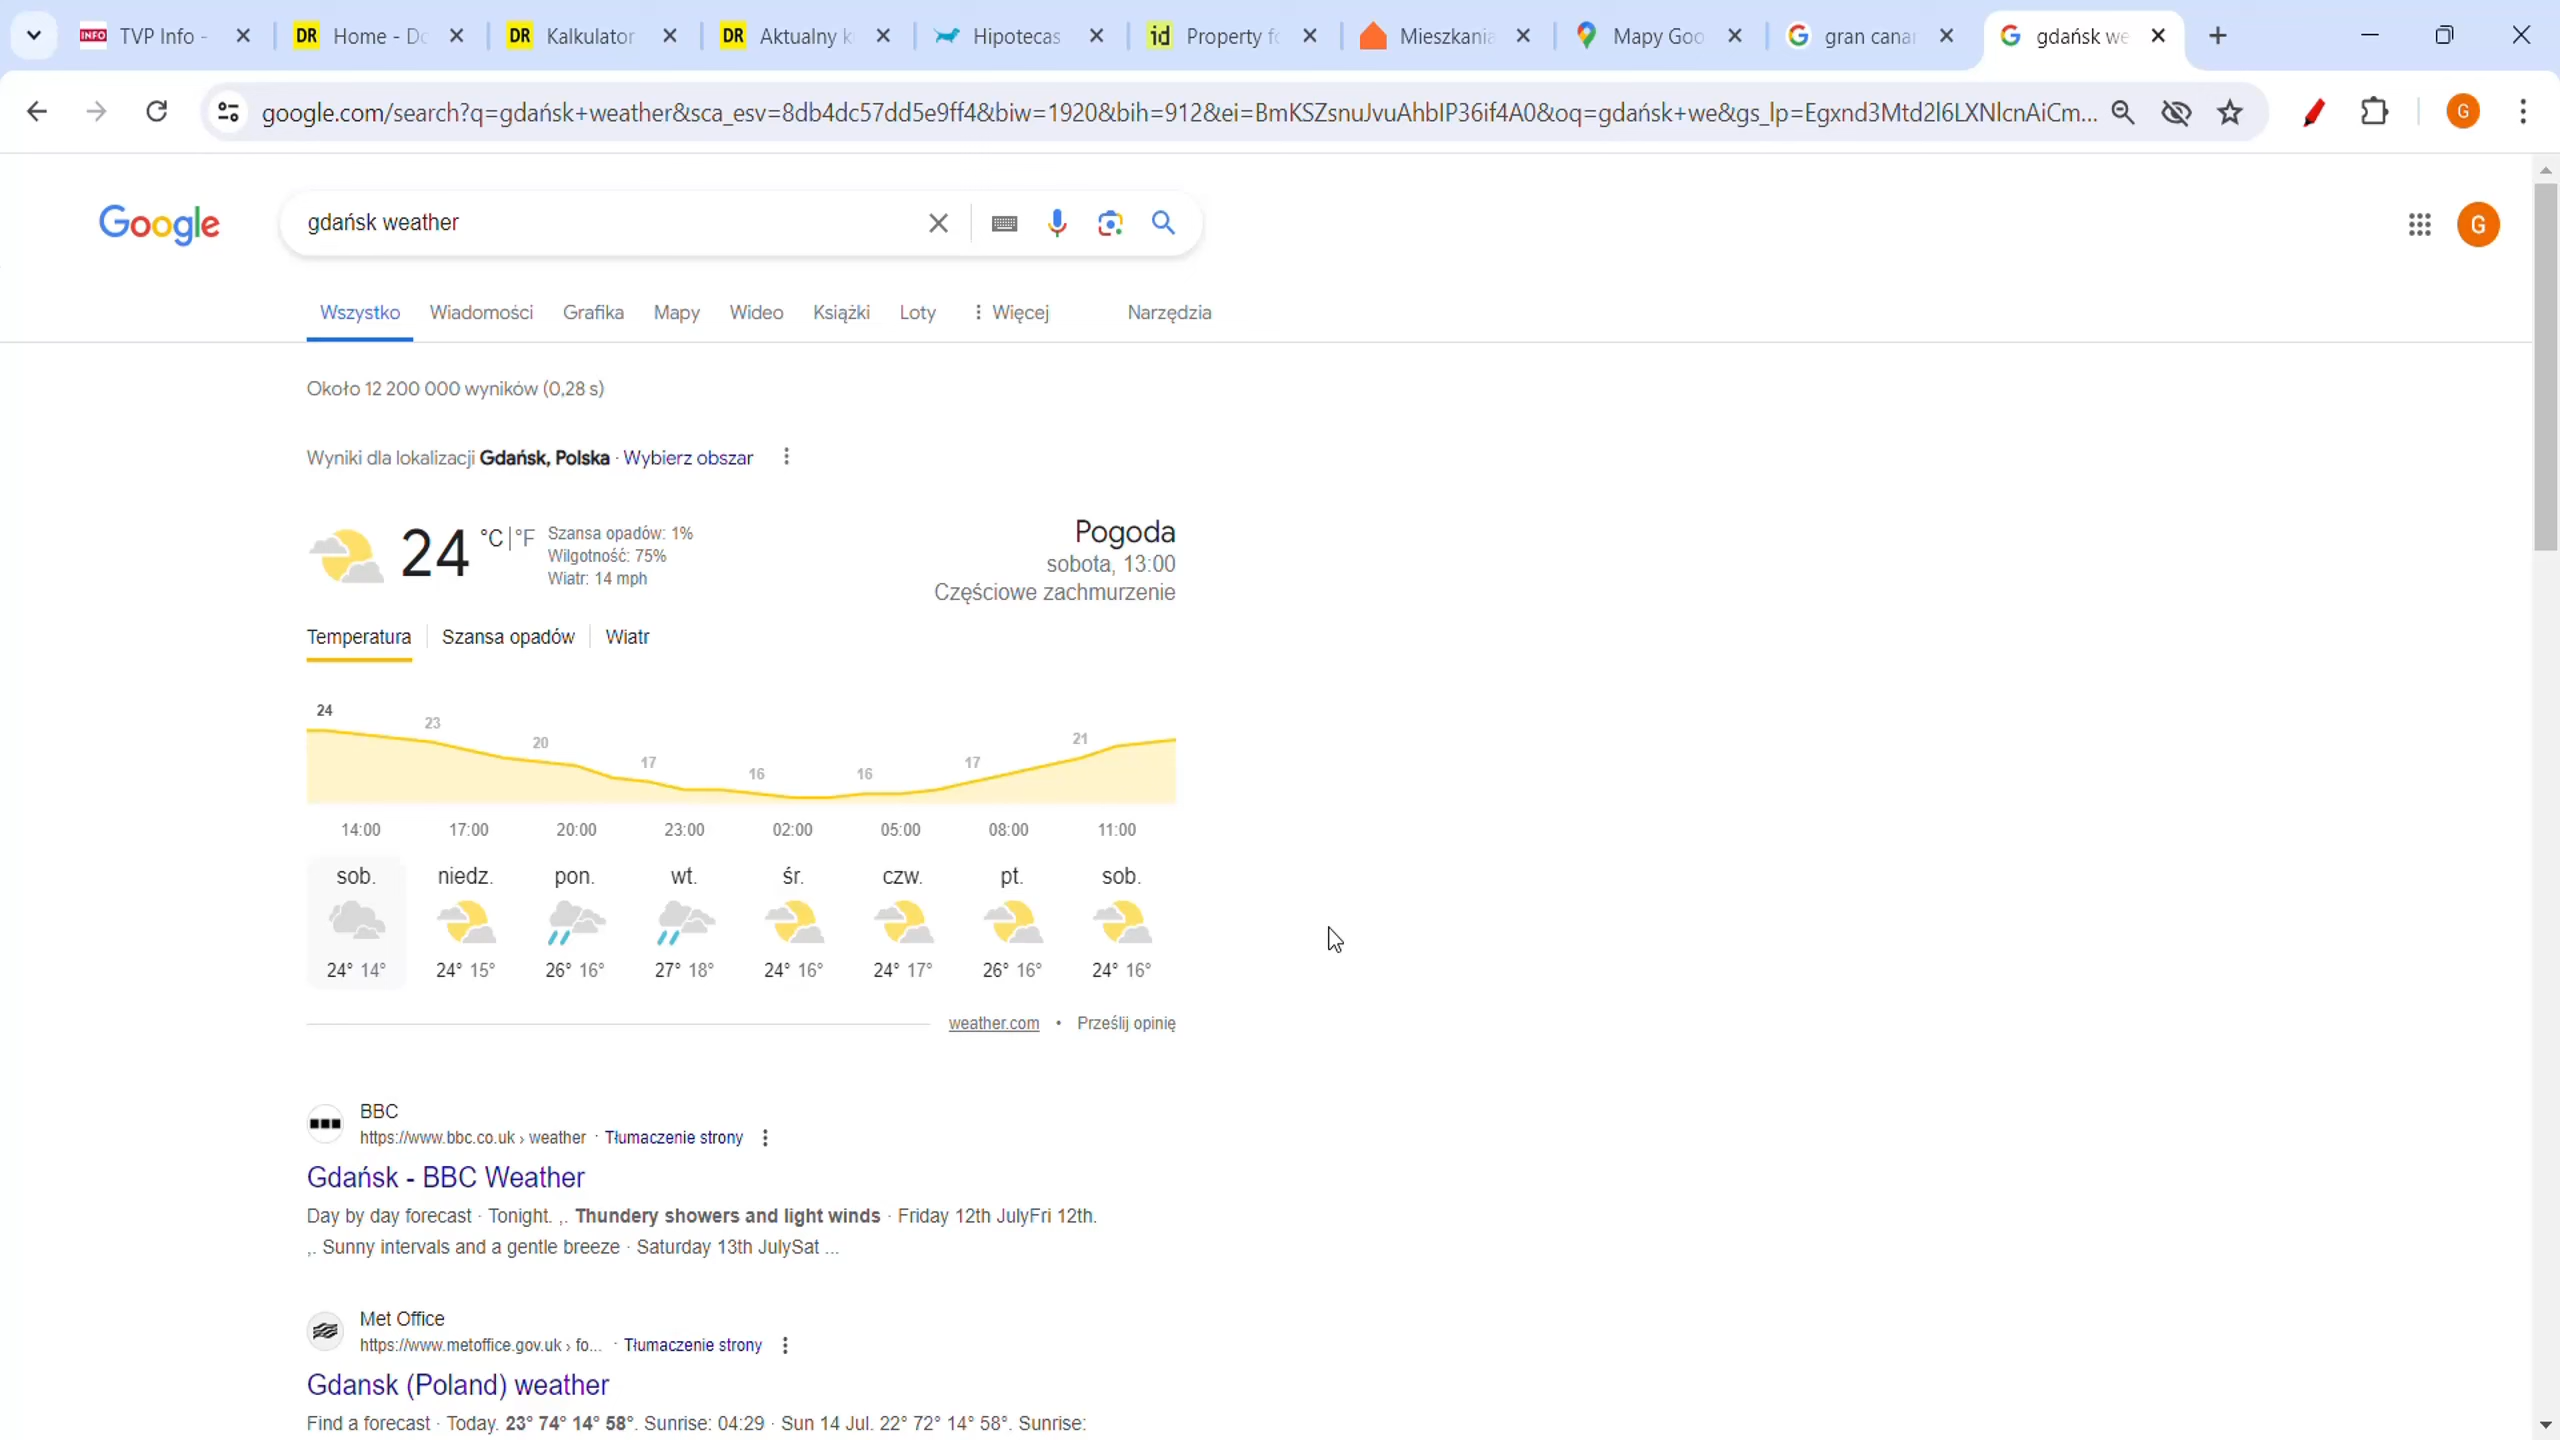 TVP Info -
DR Home - Do
DR Kalkulator
DR Aktualny k
Hipotecas
id Property fo
Mieszkania
Mapy Goo
gran canar
gdańsk we
google.com/search?q=gdańsk+weather&sca_esv=8db4dc57dd5e9ff4&biw=1920&bih=912&ei=BmKSZsnuJvuAhbIP36if4A0&oq=gdańsk+we&gs_lp=Egxnd3Mtd2l6LXNlcnAiCm...
G
Google
gdańsk weather
G
Wszystko
Wiadomości
Grafika
Mapy
Wideo
Książki
Loty
Więcej
Narzędzia
Około 12 200 000 wyników (0,28 s)
Wyniki dla lokalizacji Gdańsk, Polska · Wybierz obszar
24 °C|°F
Szansa opadów: 1%
Wilgotność: 75%
Wiatr: 14 mph
Pogoda
sobota, 13:00
Częściowe zachmurzenie
Temperatura | Szansa opadów | Wiatr
24 23 20 17 16 16 17 21
14:00 17:00 20:00 23:00 02:00 05:00 08:00 11:00
sob. niedz. pon. wt. śr. czw. pt. sob.
24° 14° 24° 15° 26° 16° 27° 18° 24° 16° 24° 17° 26° 16° 24° 16°
weather.com • Prześlij opinię
BBC
https://www.bbc.co.uk › weather · Tłumaczenie strony
Gdańsk - BBC Weather
Day by day forecast · Tonight. ,. Thundery showers and light winds · Friday 12th JulyFri 12th.
,. Sunny intervals and a gentle breeze · Saturday 13th JulySat ...
Met Office
https://www.metoffice.gov.uk › fo... · Tłumaczenie strony
Gdansk (Poland) weather
Find a forecast · Today. 23° 74° 14° 58°. Sunrise: 04:29 · Sun 14 Jul. 22° 72° 14° 58°. Sunrise: